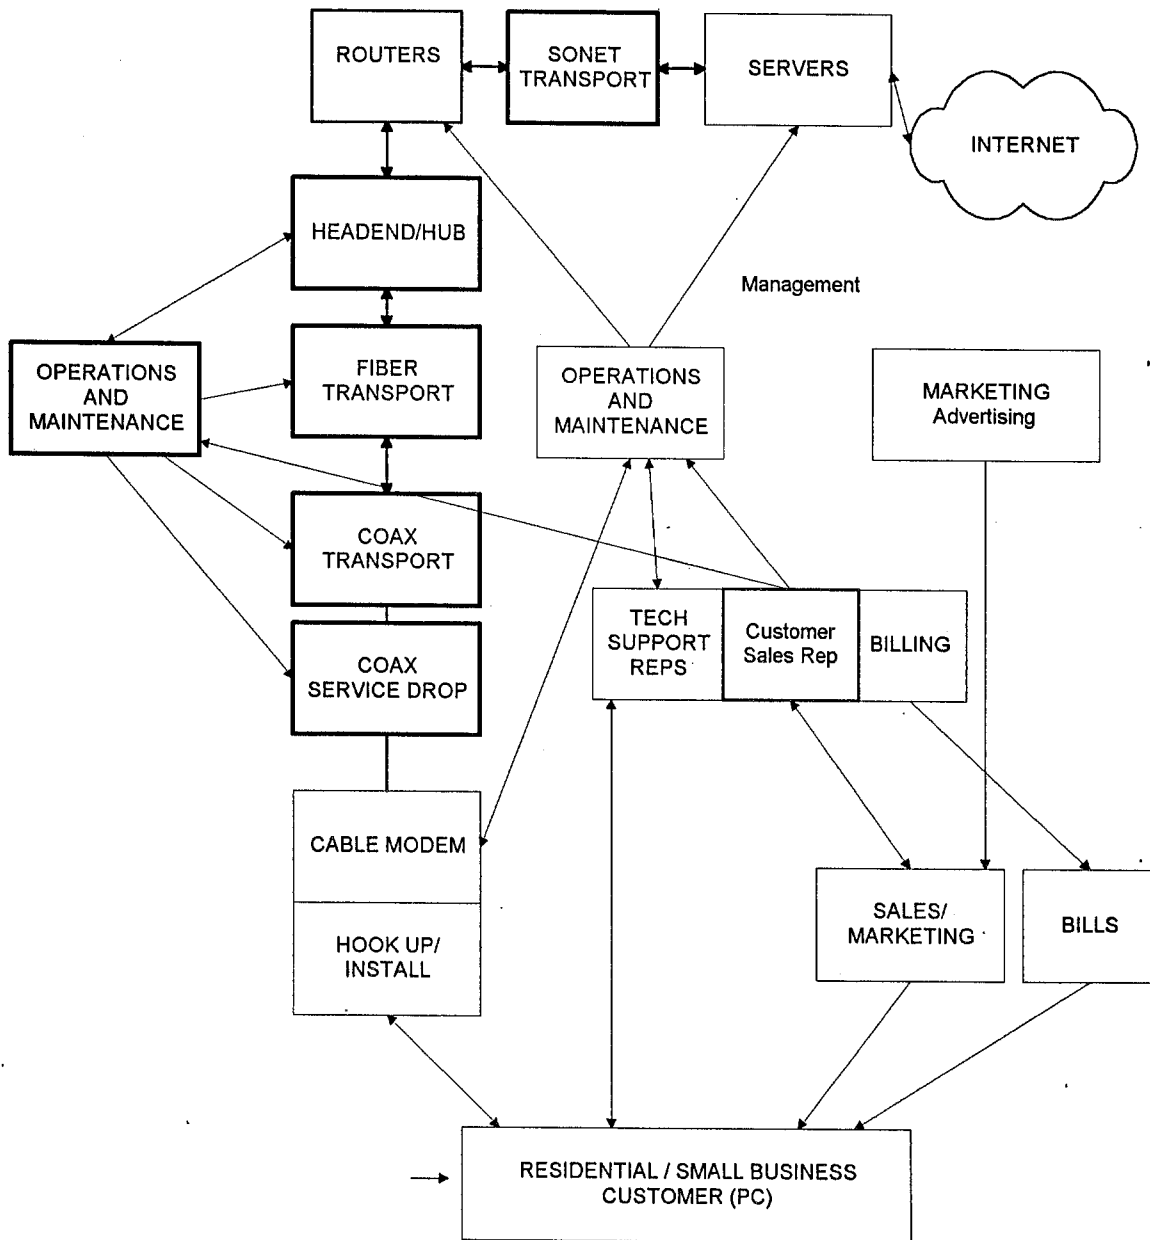 ROUTERS
SONET
TRANSPORT
SERVERS
INTERNET
HEADEND/HUB
Management
OPERATIONS
AND
MAINTENANCE
FIBER
TRANSPORT
OPERATIONS
AND
MAINTENANCE
MARKETING
Advertising
COAX
TRANSPORT
TECH
SUPPORT
REPS
Customer
Sales Rep
BILLING
COAX
SERVICE DROP
CABLE MODEM
HOOK UP/
INSTALL
SALES/
MARKETING
BILLS
RESIDENTIAL / SMALL BUSINESS
CUSTOMER (PC)